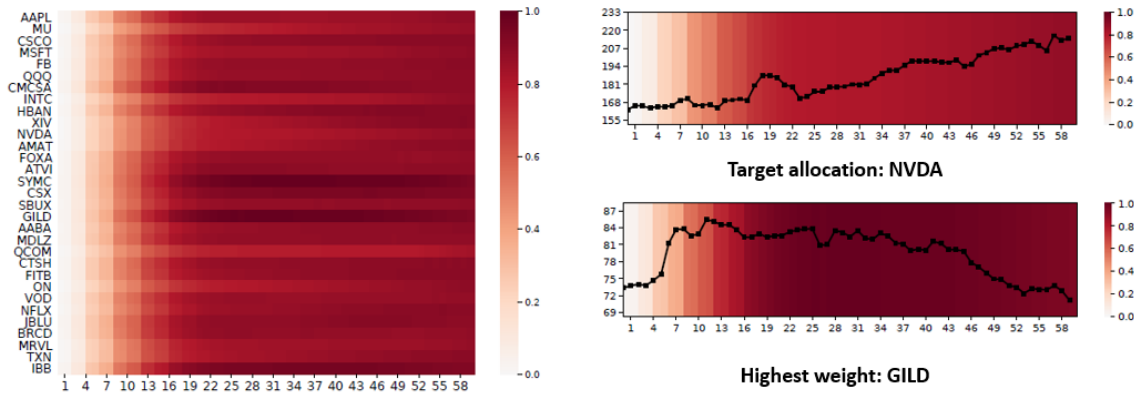 AAPL
MU
CSCO
MSFT
FB
QQQ
CMCSA
INTC
HBAN
XIV
NVDA
AMAT
FOXA
ATVI
SYMC
CSX
SBUX
GILD
AABA
MDLZ
QCOM
CTSH
FITB
ON
VOD
NFLX
JBLU
BRCD
MRVL
TXN
IBB
1 4 7 10 13 16 19 22 25 28 31 34 37 40 43 46 49 52 55 58
1.0
0.8
0.6
0.4
0.2
0.0
233
220
207
194
181
168
155
1 4 7 10 13 16 19 22 25 28 31 34 37 40 43 46 49 52 55 58
1.0
0.8
0.6
0.4
0.2
0.0
Target allocation: NVDA
87
84
81
78
75
72
69
1 4 7 10 13 16 19 22 25 28 31 34 37 40 43 46 49 52 55 58
1.0
0.8
0.6
0.4
0.2
0.0
Highest weight: GILD